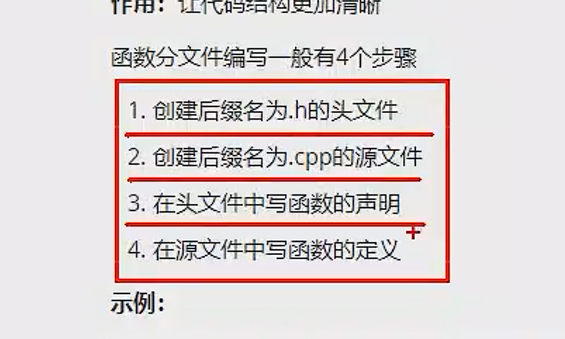 作用：让代码结构更加清晰
函数分文件编写一般有4个步骤
1. 创建后缀名为.h的头文件
2. 创建后缀名为.cpp的源文件
3. 在头文件中写函数的声明
4. 在源文件中写函数的定义
示例：